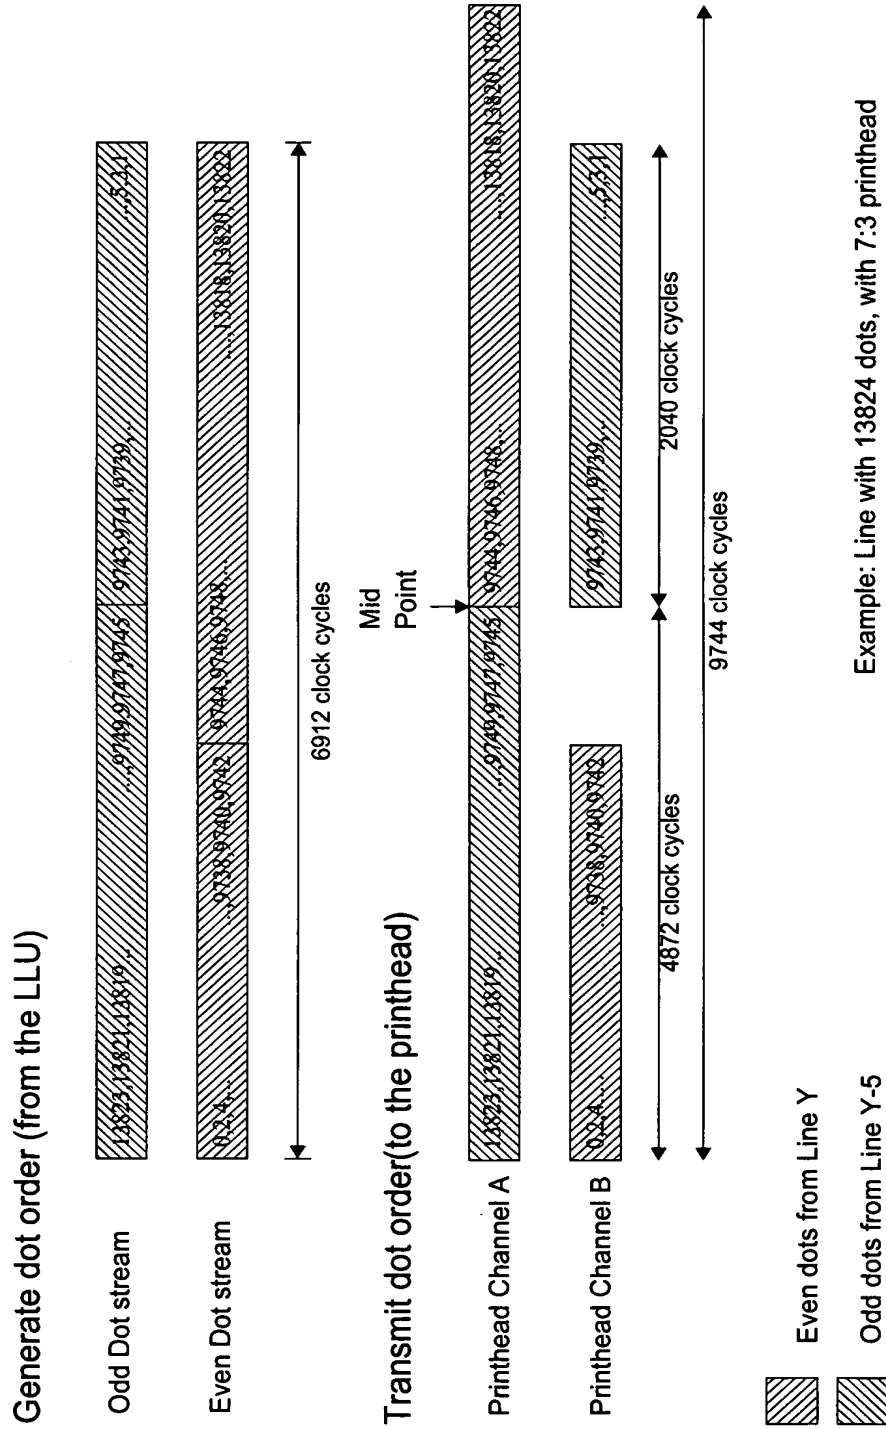 Generate dot order (from the LLU)
Odd Dot stream
13823,13821,13819...
...,9749,9747,9745
9743,9741,9739,...
...,5,3,1
Even Dot stream
0,2,4,...
...,9738,9740,9742
9744,9746,9748,...
...,13818,13820,13822
6912 clock cycles
Transmit dot order(to the printhead)
Mid
Point
Printhead Channel A
13823,13821,13819...
...,9749,9747,9745
9744,9746,9748,...
...,13818,13820,13822
Printhead Channel B
0,2,4...
...,9738,9740,9742
9743,9741,9739,...
...,5,3,1
4872 clock cycles
2040 clock cycles
9744 clock cycles
Even dots from Line Y
Odd dots from Line Y-5
Example: Line with 13824 dots, with 7:3 printhead